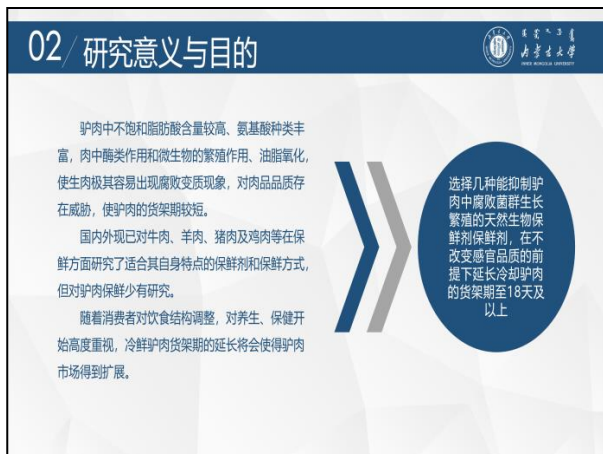 02/研究意义与目的
内蒙古大学
INNER MONGOLIA UNIVERSITY
驴肉中不饱和脂肪酸含量较高、氨基酸种类丰
富，肉中酶类作用和微生物的繁殖作用、油脂氧化，
使生肉极其容易出现腐败变质现象，对肉品品质存
在威胁，使驴肉的货架期较短。
国内外现已对牛肉、羊肉、猪肉及鸡肉等在保
鲜方面研究了适合其自身特点的保鲜剂和保鲜方式，
但对驴肉保鲜少有研究。
随着消费者对饮食结构调整，对养生、保健开
始高度重视，冷鲜驴肉货架期的延长将会使得驴肉
市场得到扩展。
选择几种能抑制驴
肉中腐败菌群生长
繁殖的天然生物保
鲜剂保鲜剂，在不
改变感官品质的前
提下延长冷却驴肉
的货架期至18天及
以上